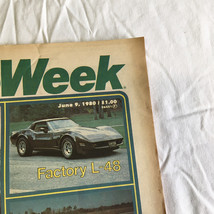 Week
June 9, 1980 / $1.00
Factory L-48